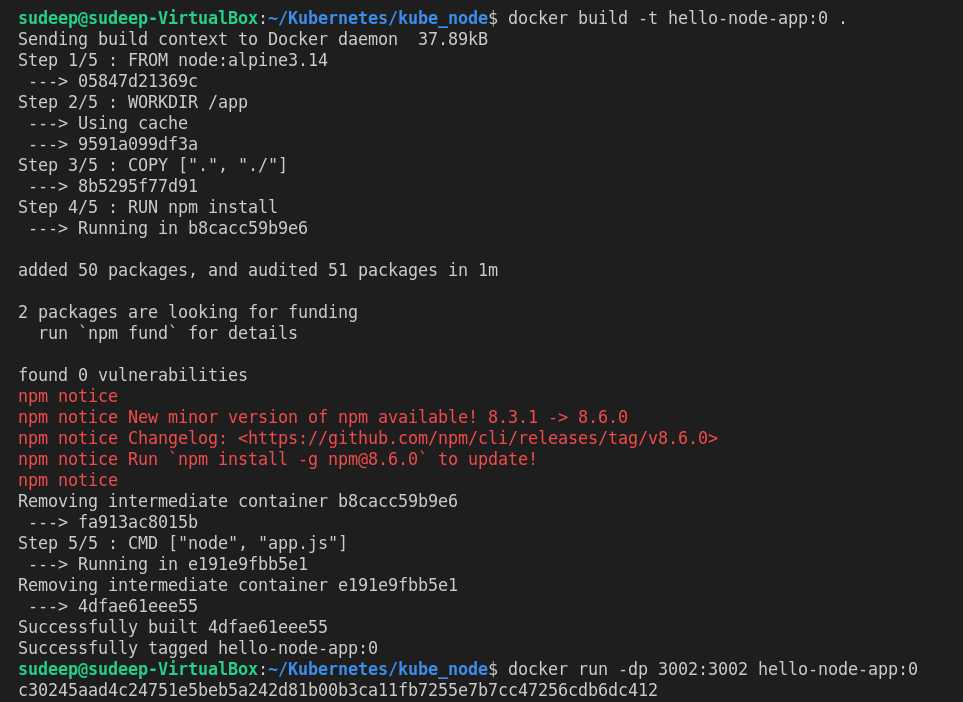 sudeep@sudeep-VirtualBox:~/Kubernetes/kube_node$ docker build -t hello-node-app:0 .
Sending build context to Docker daemon  37.89kB
Step 1/5 : FROM node:alpine3.14
 ---> 05847d21369c
Step 2/5 : WORKDIR /app
 ---> Using cache
 ---> 9591a099df3a
Step 3/5 : COPY [".", "./"]
 ---> 8b5295f77d91
Step 4/5 : RUN npm install
 ---> Running in b8cacc59b9e6
added 50 packages, and audited 51 packages in 1m
2 packages are looking for funding
  run `npm fund` for details
found 0 vulnerabilities
npm notice
npm notice New minor version of npm available! 8.3.1 -> 8.6.0
npm notice Changelog: <https://github.com/npm/cli/releases/tag/v8.6.0>
npm notice Run `npm install -g npm@8.6.0` to update!
npm notice
Removing intermediate container b8cacc59b9e6
 ---> fa913ac8015b
Step 5/5 : CMD ["node", "app.js"]
 ---> Running in e191e9fbb5e1
Removing intermediate container e191e9fbb5e1
 ---> 4dfae61eee55
Successfully built 4dfae61eee55
Successfully tagged hello-node-app:0
sudeep@sudeep-VirtualBox:~/Kubernetes/kube_node$ docker run -dp 3002:3002 hello-node-app:0
c30245aad4c24751e5beb5a242d81b00b3ca11fb7255e7b7cc47256cdb6dc412